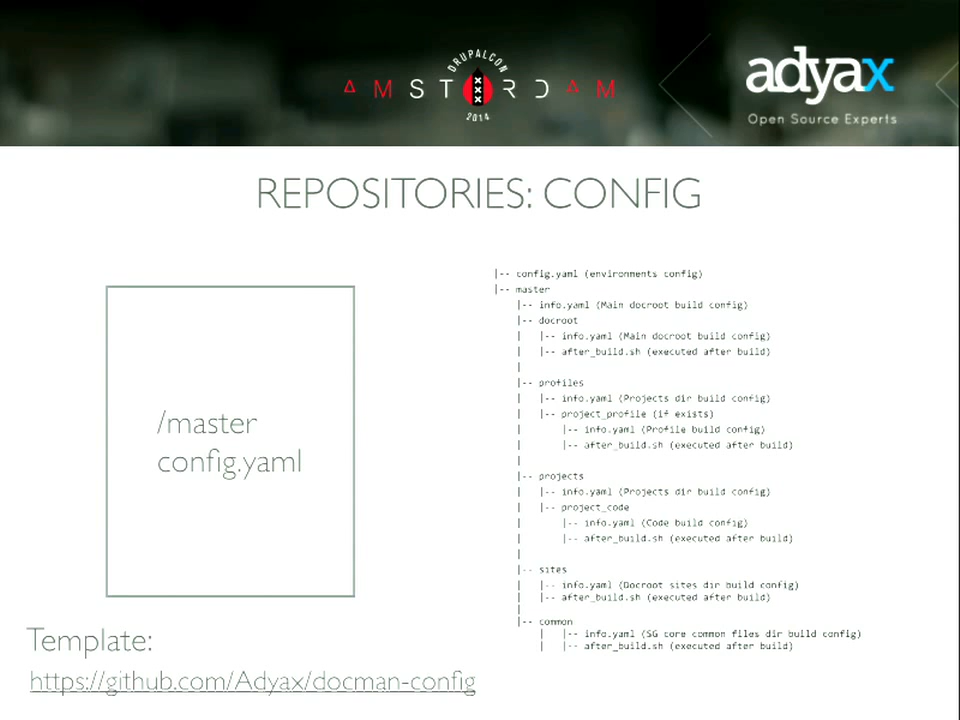 DRUPALCON
AMSTERDAM
2014
adyax
Open Source Experts
REPOSITORIES: CONFIG
/master
config.yaml
|-- config.yaml (environments config)
|-- master
    |-- info.yaml (Main docroot build config)
    |-- docroot
    |   |-- info.yaml (Main docroot build config)
    |   |-- after_build.sh (executed after build)
    |
    |-- profiles
    |   |-- info.yaml (Projects dir build config)
    |   |-- project_profile (if exists)
    |       |-- info.yaml (Profile build config)
    |       |-- after_build.sh (executed after build)
    |
    |-- projects
    |   |-- info.yaml (Projects dir build config)
    |   |-- project_code
    |       |-- info.yaml (Code build config)
    |       |-- after_build.sh (executed after build)
    |
    |-- sites
    |   |-- info.yaml (Docroot sites dir build config)
    |   |-- after_build.sh (executed after build)
    |
    |-- common
        |   |-- info.yaml (SG core common files dir build config)
        |   |-- after_build.sh (executed after build)
Template:
https://github.com/Adyax/docman-config